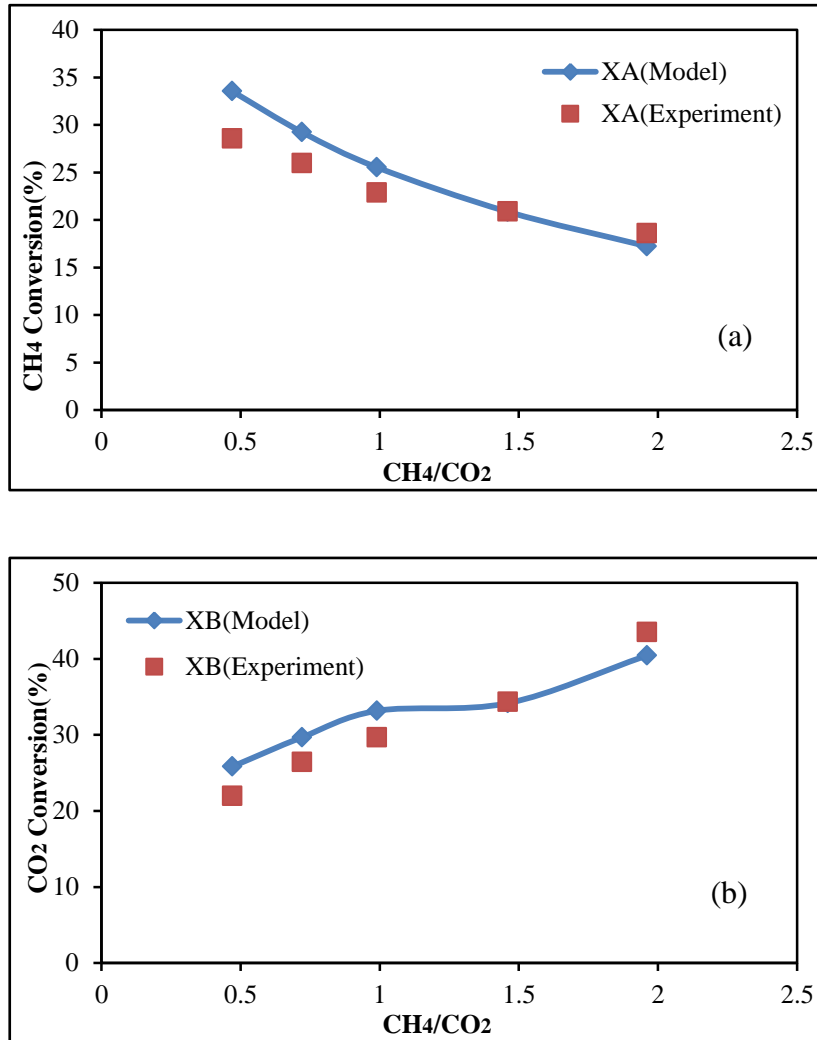 40
35
30
25
20
15
10
5
0
CH4 Conversion(%)
XA(Model)
XA(Experiment)
(a)
0 0.5 1 1.5 2 2.5
CH4/CO2
50
40
30
20
10
0
CO2 Conversion(%)
XB(Model)
XB(Experiment)
(b)
0 0.5 1 1.5 2 2.5
CH4/CO2